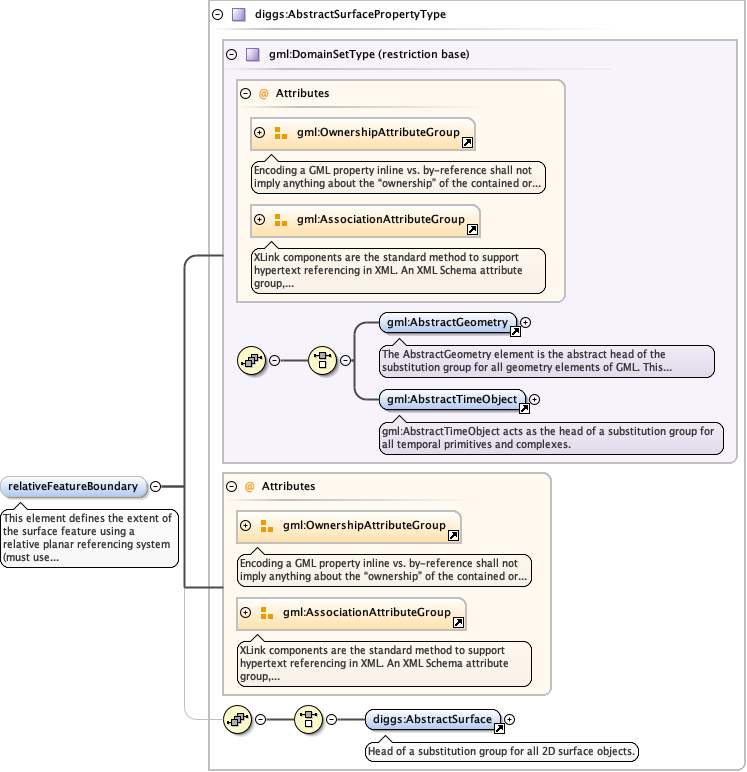 diggs:AbstractSurfacePropertyType
gml:DomainSetType (restriction base)
@ Attributes
gml:OwnershipAttributeGroup
Encoding a GML property inline vs. by-reference shall not
imply anything about the “ownership” of the contained or...
gml:AssociationAttributeGroup
XLink components are the standard method to support
hypertext referencing in XML. An XML Schema attribute
group,...
gml:AbstractGeometry
The AbstractGeometry element is the abstract head of the
substitution group for all geometry elements of GML. This...
gml:AbstractTimeObject
gml:AbstractTimeObject acts as the head of a substitution group for
all temporal primitives and complexes.
relativeFeatureBoundary
This element defines the extent of
the surface feature using a
relative planar referencing system
(must use...
@ Attributes
gml:OwnershipAttributeGroup
Encoding a GML property inline vs. by-reference shall not
imply anything about the “ownership” of the contained or...
gml:AssociationAttributeGroup
XLink components are the standard method to support
hypertext referencing in XML. An XML Schema attribute
group,...
diggs:AbstractSurface
Head of a substitution group for all 2D surface objects.